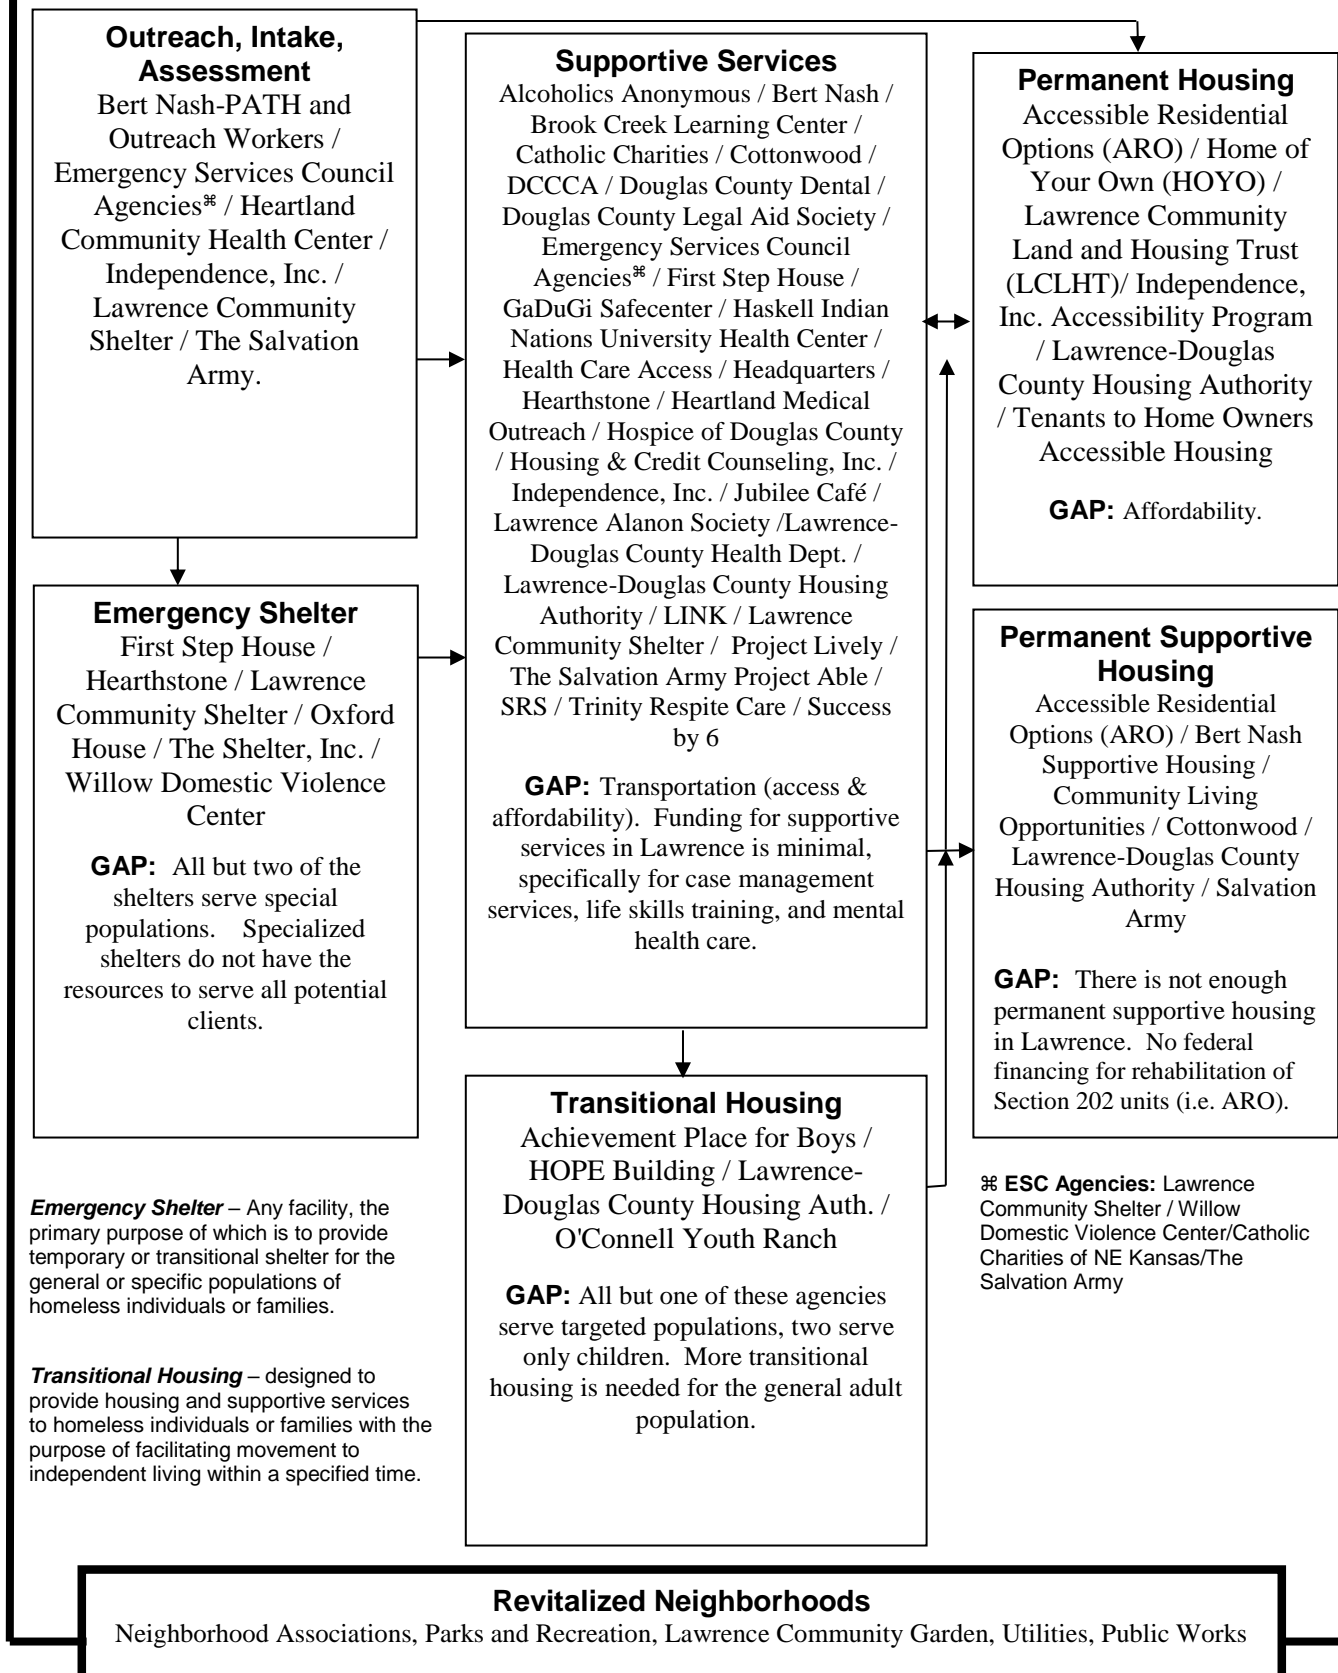 Outreach, Intake,
Assessment
Bert Nash-PATH and
Outreach Workers /
Emergency Services Council
Agencies⌘ / Heartland
Community Health Center /
Independence, Inc. /
Lawrence Community
Shelter / The Salvation
Army.
Emergency Shelter
First Step House /
Hearthstone / Lawrence
Community Shelter / Oxford
House / The Shelter, Inc. /
Willow Domestic Violence
Center
GAP: All but two of the
shelters serve special
populations. Specialized
shelters do not have the
resources to serve all potential
clients.
Emergency Shelter – Any facility, the
primary purpose of which is to provide
temporary or transitional shelter for the
general or specific populations of
homeless individuals or families.
Transitional Housing – designed to
provide housing and supportive services
to homeless individuals or families with the
purpose of facilitating movement to
independent living within a specified time.
Supportive Services
Alcoholics Anonymous / Bert Nash /
Brook Creek Learning Center /
Catholic Charities / Cottonwood /
DCCCA / Douglas County Dental /
Douglas County Legal Aid Society /
Emergency Services Council
Agencies⌘ / First Step House /
GaDuGi Safecenter / Haskell Indian
Nations University Health Center /
Health Care Access / Headquarters /
Hearthstone / Heartland Medical
Outreach / Hospice of Douglas County
/ Housing & Credit Counseling, Inc. /
Independence, Inc. / Jubilee Café /
Lawrence Alanon Society /Lawrence-
Douglas County Health Dept. /
Lawrence-Douglas County Housing
Authority / LINK / Lawrence
Community Shelter / Project Lively /
The Salvation Army Project Able /
SRS / Trinity Respite Care / Success
by 6
GAP: Transportation (access &
affordability). Funding for supportive
services in Lawrence is minimal,
specifically for case management
services, life skills training, and mental
health care.
Transitional Housing
Achievement Place for Boys /
HOPE Building / Lawrence-
Douglas County Housing Auth. /
O'Connell Youth Ranch
GAP: All but one of these agencies
serve targeted populations, two serve
only children. More transitional
housing is needed for the general adult
population.
Permanent Housing
Accessible Residential
Options (ARO) / Home of
Your Own (HOYO) /
Lawrence Community
Land and Housing Trust
(LCLHT)/ Independence,
Inc. Accessibility Program
/ Lawrence-Douglas
County Housing Authority
/ Tenants to Home Owners
Accessible Housing
GAP: Affordability.
Permanent Supportive
Housing
Accessible Residential
Options (ARO) / Bert Nash
Supportive Housing /
Community Living
Opportunities / Cottonwood /
Lawrence-Douglas County
Housing Authority / Salvation
Army
GAP: There is not enough
permanent supportive housing
in Lawrence. No federal
financing for rehabilitation of
Section 202 units (i.e. ARO).
⌘ ESC Agencies: Lawrence
Community Shelter / Willow
Domestic Violence Center/Catholic
Charities of NE Kansas/The
Salvation Army
Revitalized Neighborhoods
Neighborhood Associations, Parks and Recreation, Lawrence Community Garden, Utilities, Public Works